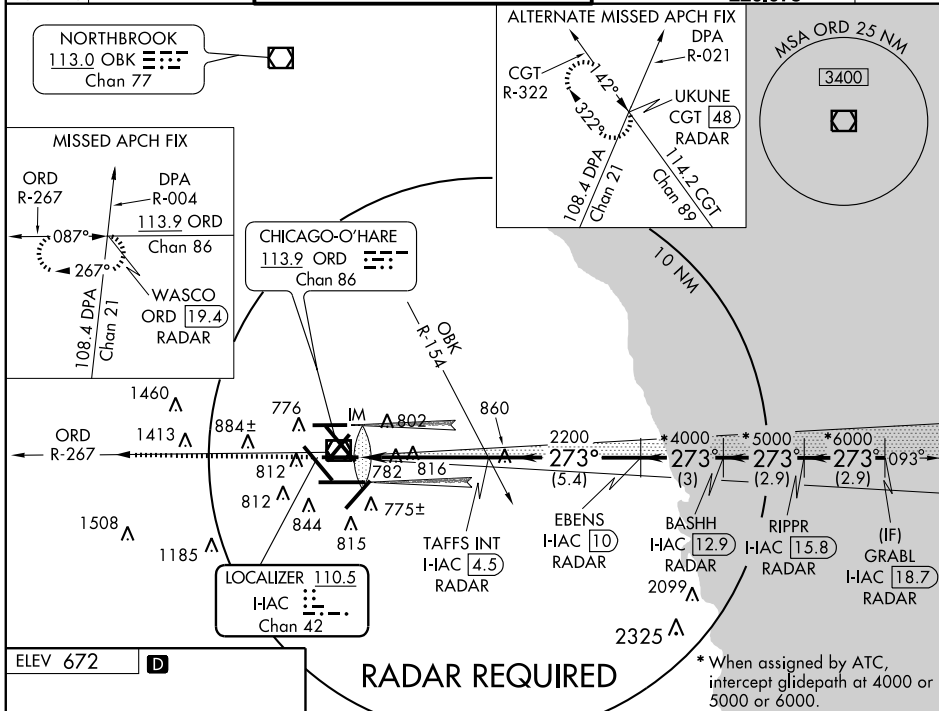 NORTHBROOK
113.0 OBK
Chan 77
ALTERNATE MISSED APCH FIX
DPA
R-021
CGT
R-322
142°
322°
UKUNE
CGT 48
RADAR
108.4 DPA
Chan 21
114.2 CGT
Chan 89
MSA ORD 25 NM
3400
MISSED APCH FIX
ORD
R-267
DPA
R-004
113.9 ORD
Chan 86
087°
267°
WASCO
ORD 19.4
RADAR
108.4 DPA
Chan 21
CHICAGO-O'HARE
113.9 ORD
Chan 86
10 NM
OBK
R-154
1460
1413
884±
776
IM
802
860
ORD
R-267
812
782
816
2200
273°
(5.4)
*4000
273°
(3)
*5000
273°
(2.9)
*6000
273°
(2.9)
093°
812
844
815
775±
1508
1185
TAFFS INT
I-IAC 4.5
RADAR
EBENS
I-IAC 10
RADAR
BASHH
I-IAC 12.9
RADAR
RIPPR
I-IAC 15.8
RADAR
(IF)
GRABL
I-IAC 18.7
RADAR
LOCALIZER 110.5
I-IAC
Chan 42
2099
2325
ELEV 672
D
RADAR REQUIRED
* When assigned by ATC,
intercept glidepath at 4000 or
5000 or 6000.